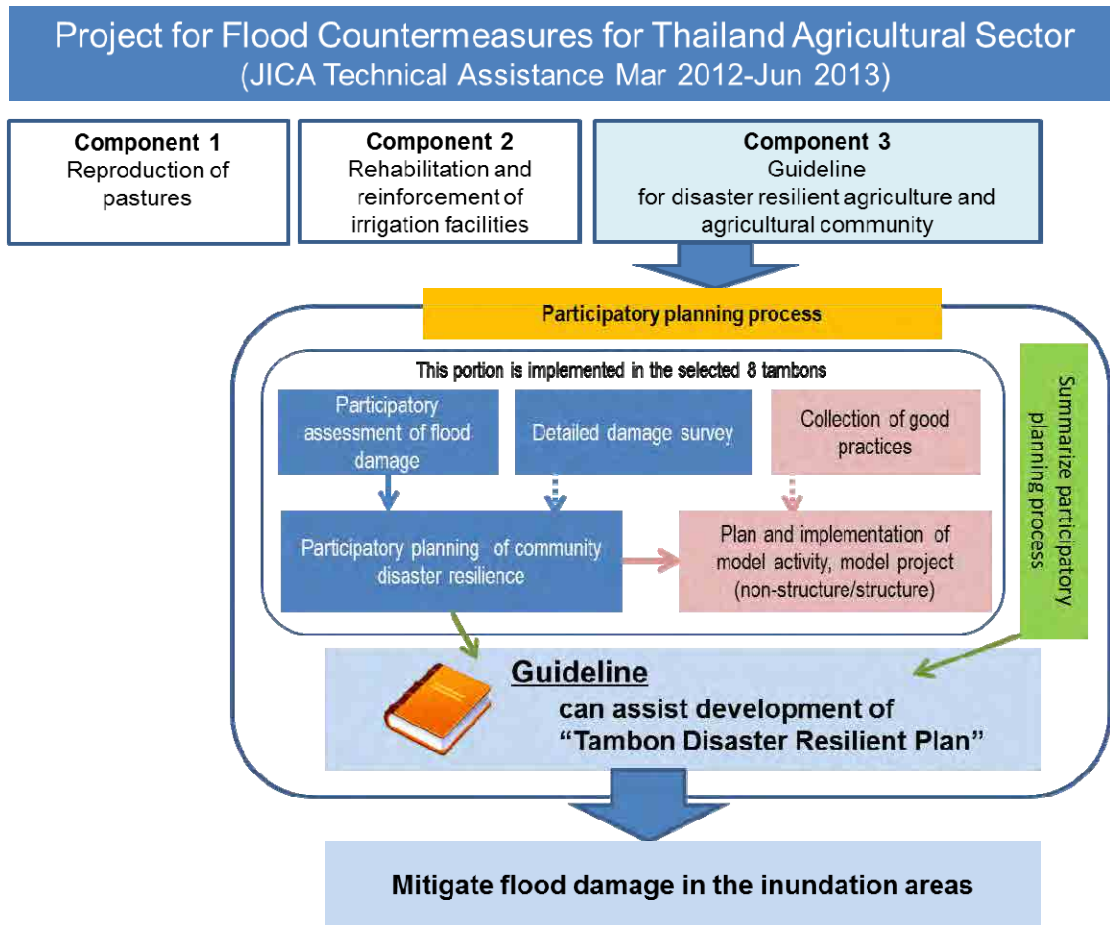 Project for Flood Countermeasures for Thailand Agricultural Sector
(JICA Technical Assistance Mar 2012-Jun 2013)
Component 1
Reproduction of
pastures
Component 2
Rehabilitation and
reinforcement of
irrigation facilities
Component 3
Guideline
for disaster resilient agriculture and
agricultural community
Participatory planning process
This portion is implemented in the selected 8 tambons
Participatory
assessment of flood
damage
Detailed damage survey
Collection of good
practices
Participatory planning of community
disaster resilience
Plan and implementation of
model activity, model project
(non-structure/structure)
Summarize participatory
planning process
Guideline
can assist development of
“Tambon Disaster Resilient Plan”
Mitigate flood damage in the inundation areas